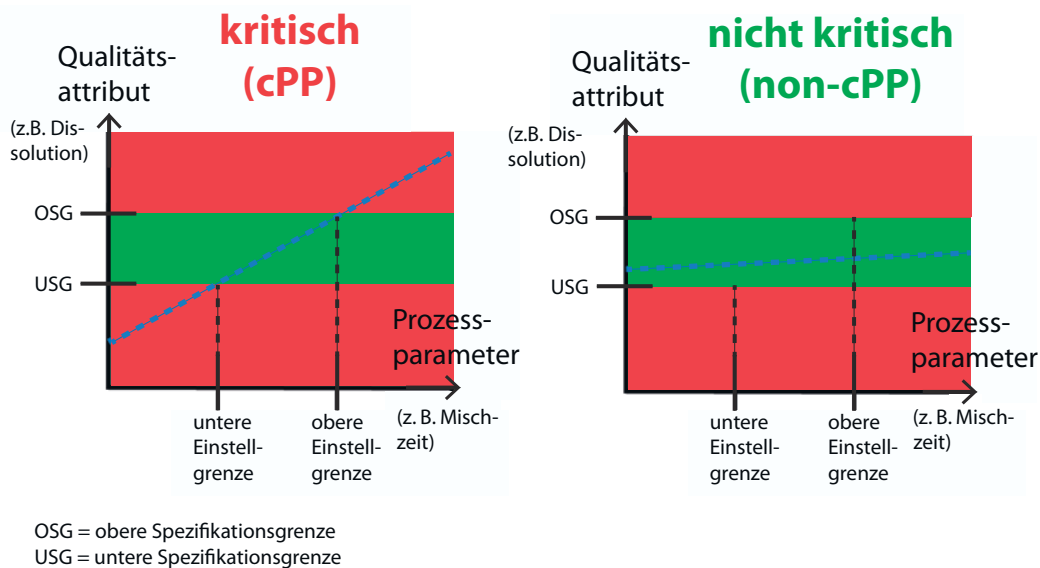 kritisch
(cPP)
Qualitäts-
attribut
(z.B. Dis-
solution)
OSG
USG
Prozess-
parameter
(z. B. Misch-
zeit)
untere
Einstell-
grenze
obere
Einstell-
grenze
nicht kritisch
(non-cPP)
Qualitäts-
attribut
(z.B. Dis-
solution)
OSG
USG
Prozess-
parameter
(z. B. Misch-
zeit)
untere
Einstell-
grenze
obere
Einstell-
grenze
OSG = obere Spezifikationsgrenze
USG = untere Spezifikationsgrenze